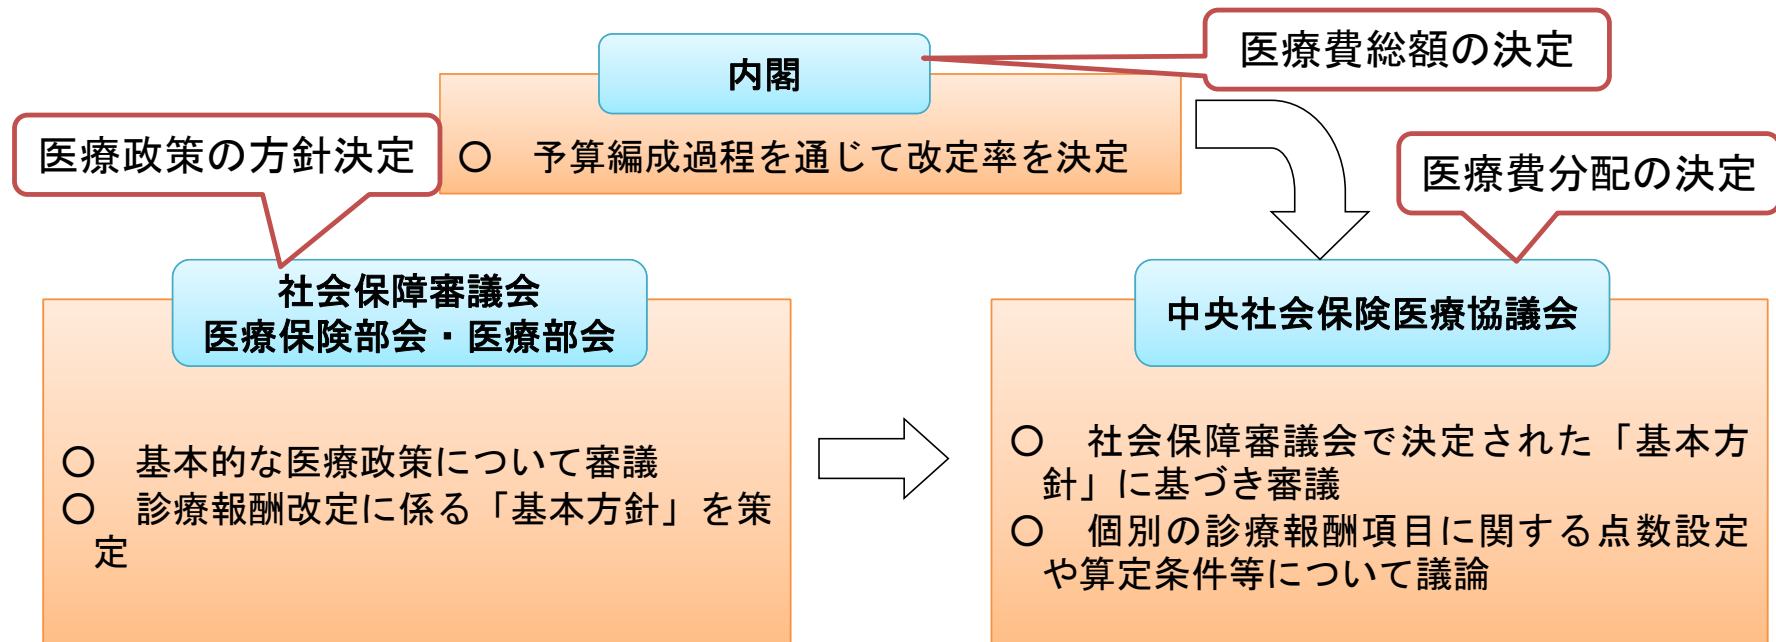 医療費総額の決定
内閣
医療政策の方針決定
○　予算編成過程を通じて改定率を決定
医療費分配の決定
社会保障審議会
医療保険部会・医療部会
○　基本的な医療政策について審議
○　診療報酬改定に係る「基本方針」を策
定
中央社会保険医療協議会
○　社会保障審議会で決定された「基本方
針」に基づき審議
○　個別の診療報酬項目に関する点数設定
や算定条件等について議論